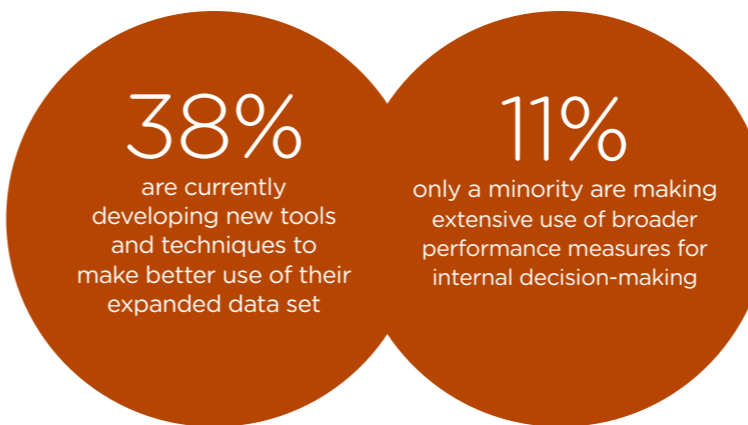 38%
are currently
developing new tools
and techniques to
make better use of their
expanded data set
11%
only a minority are making
extensive use of broader
performance measures for
internal decision-making